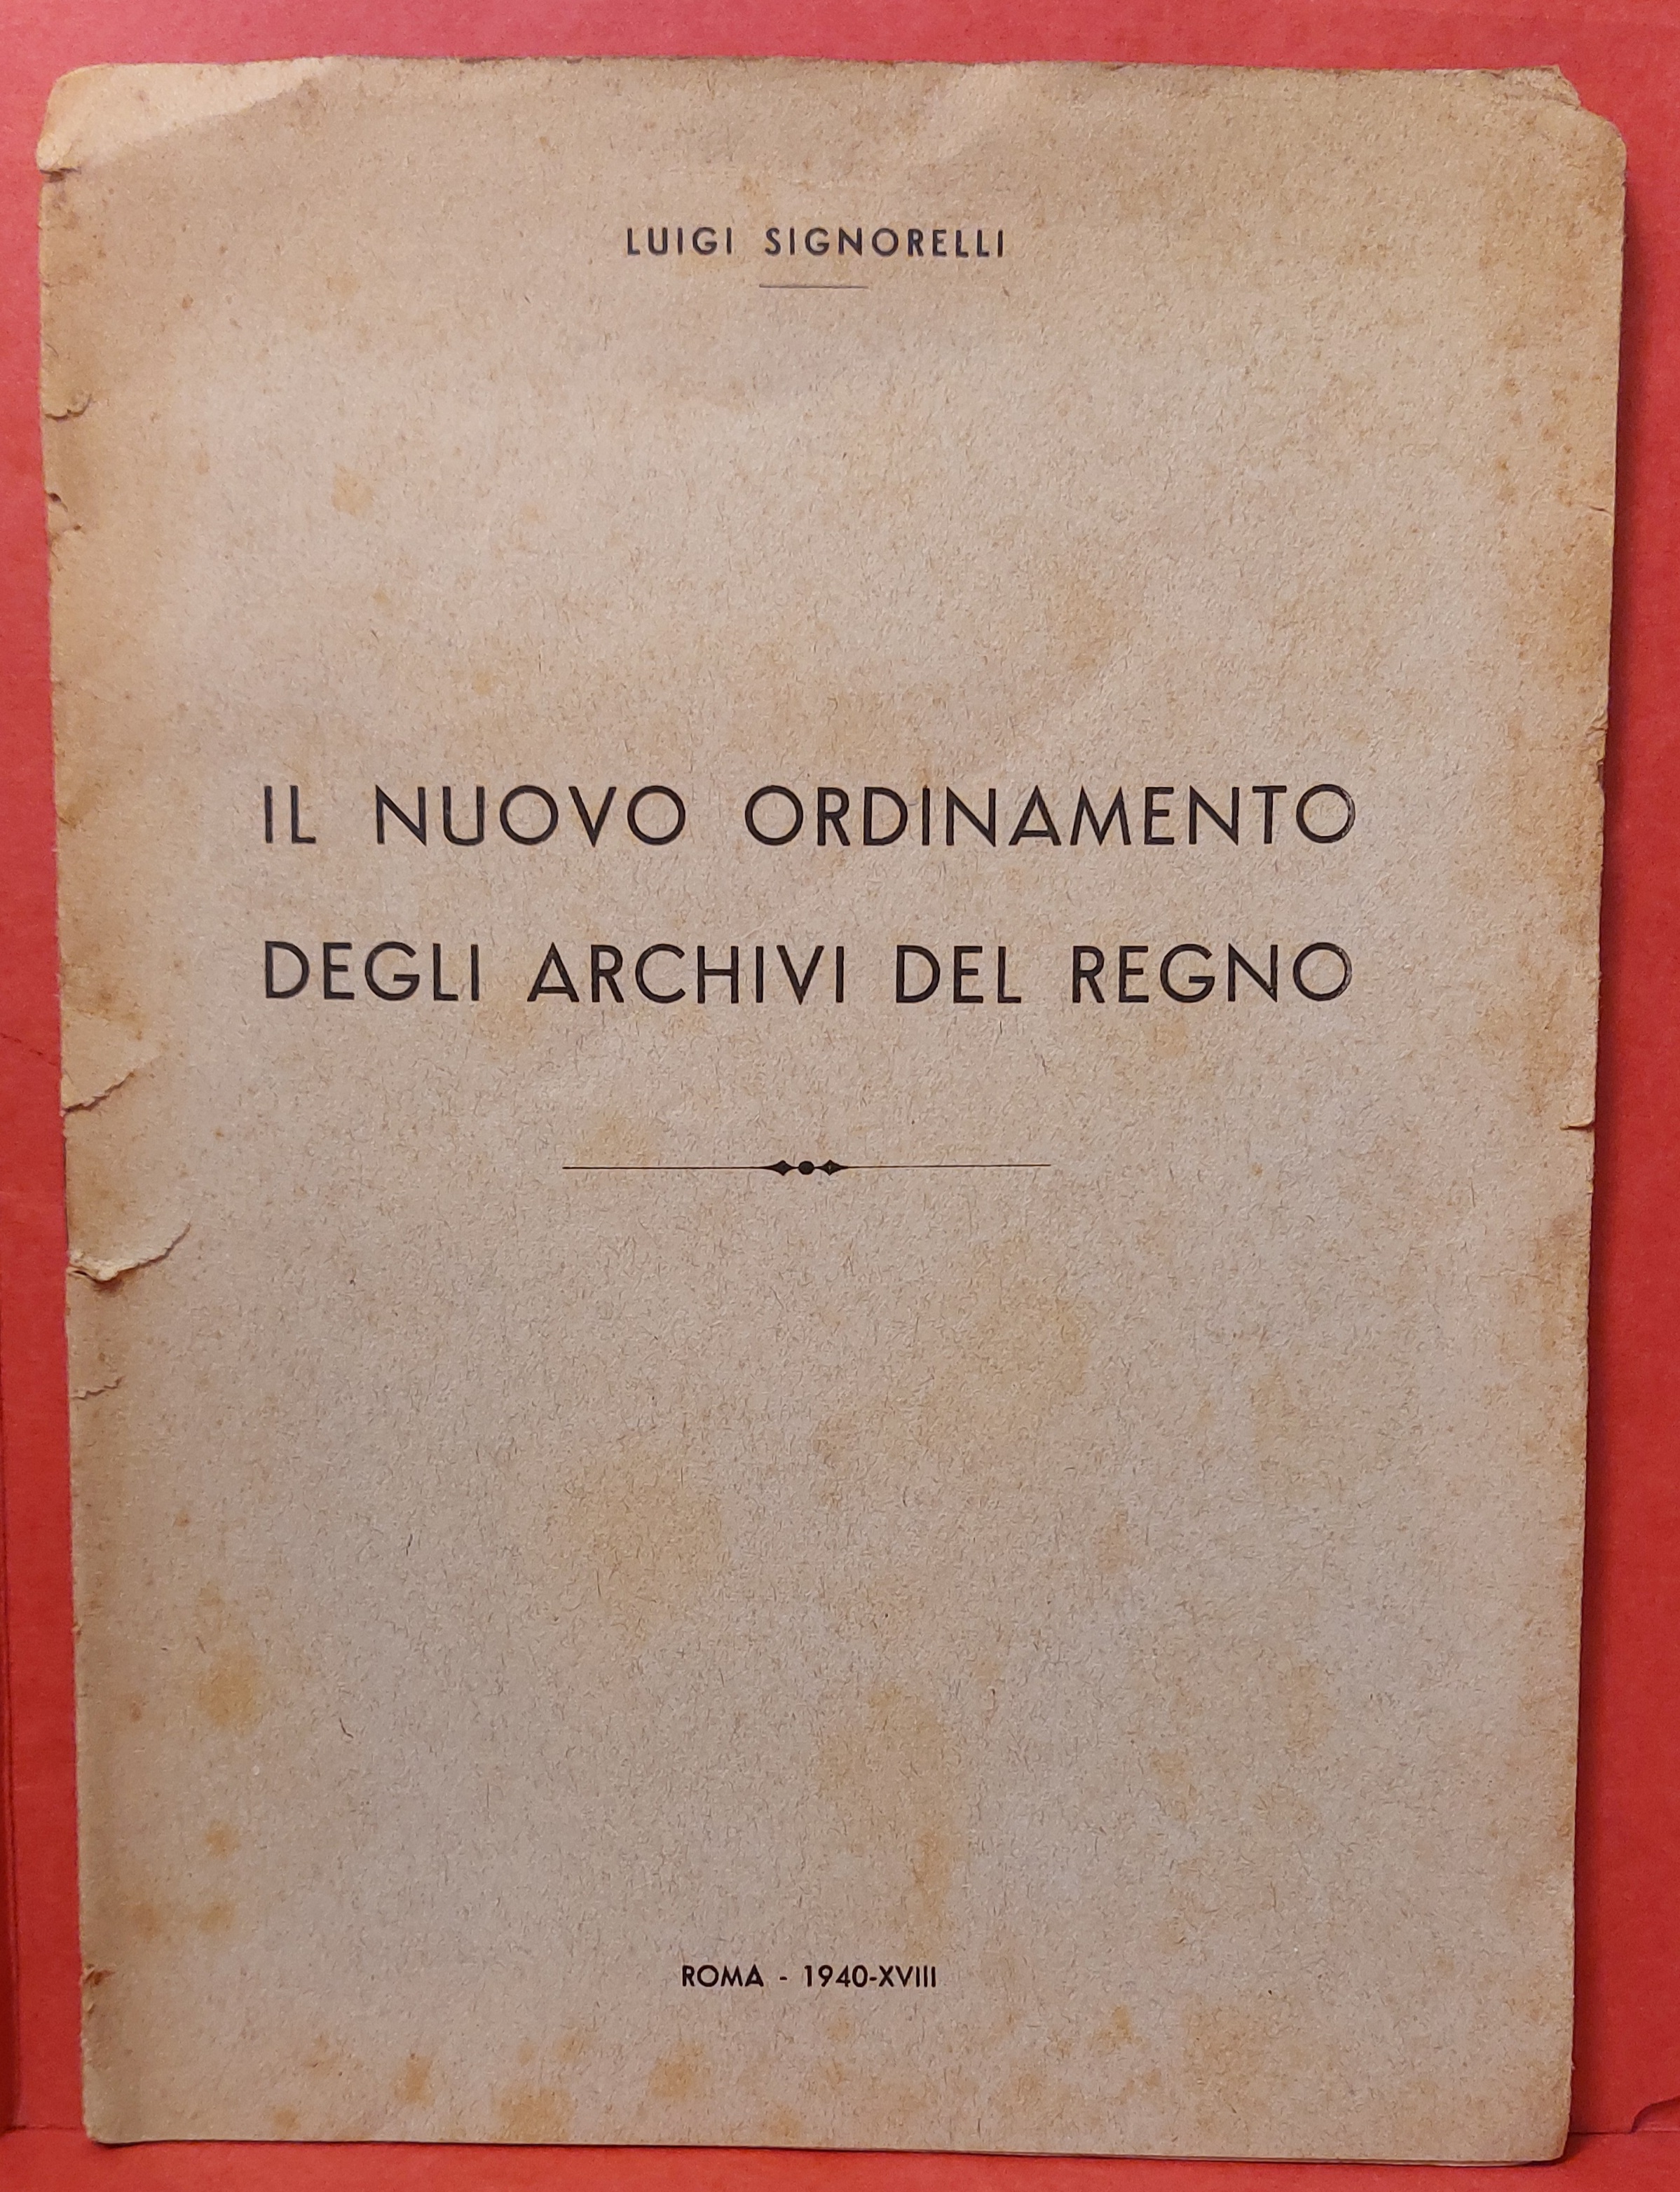 LUIGI SIGNORELLI
IL NUOVO ORDINAMENTO
DEGLI ARCHIVI DEL REGNO
ROMA - 1940-XVIII